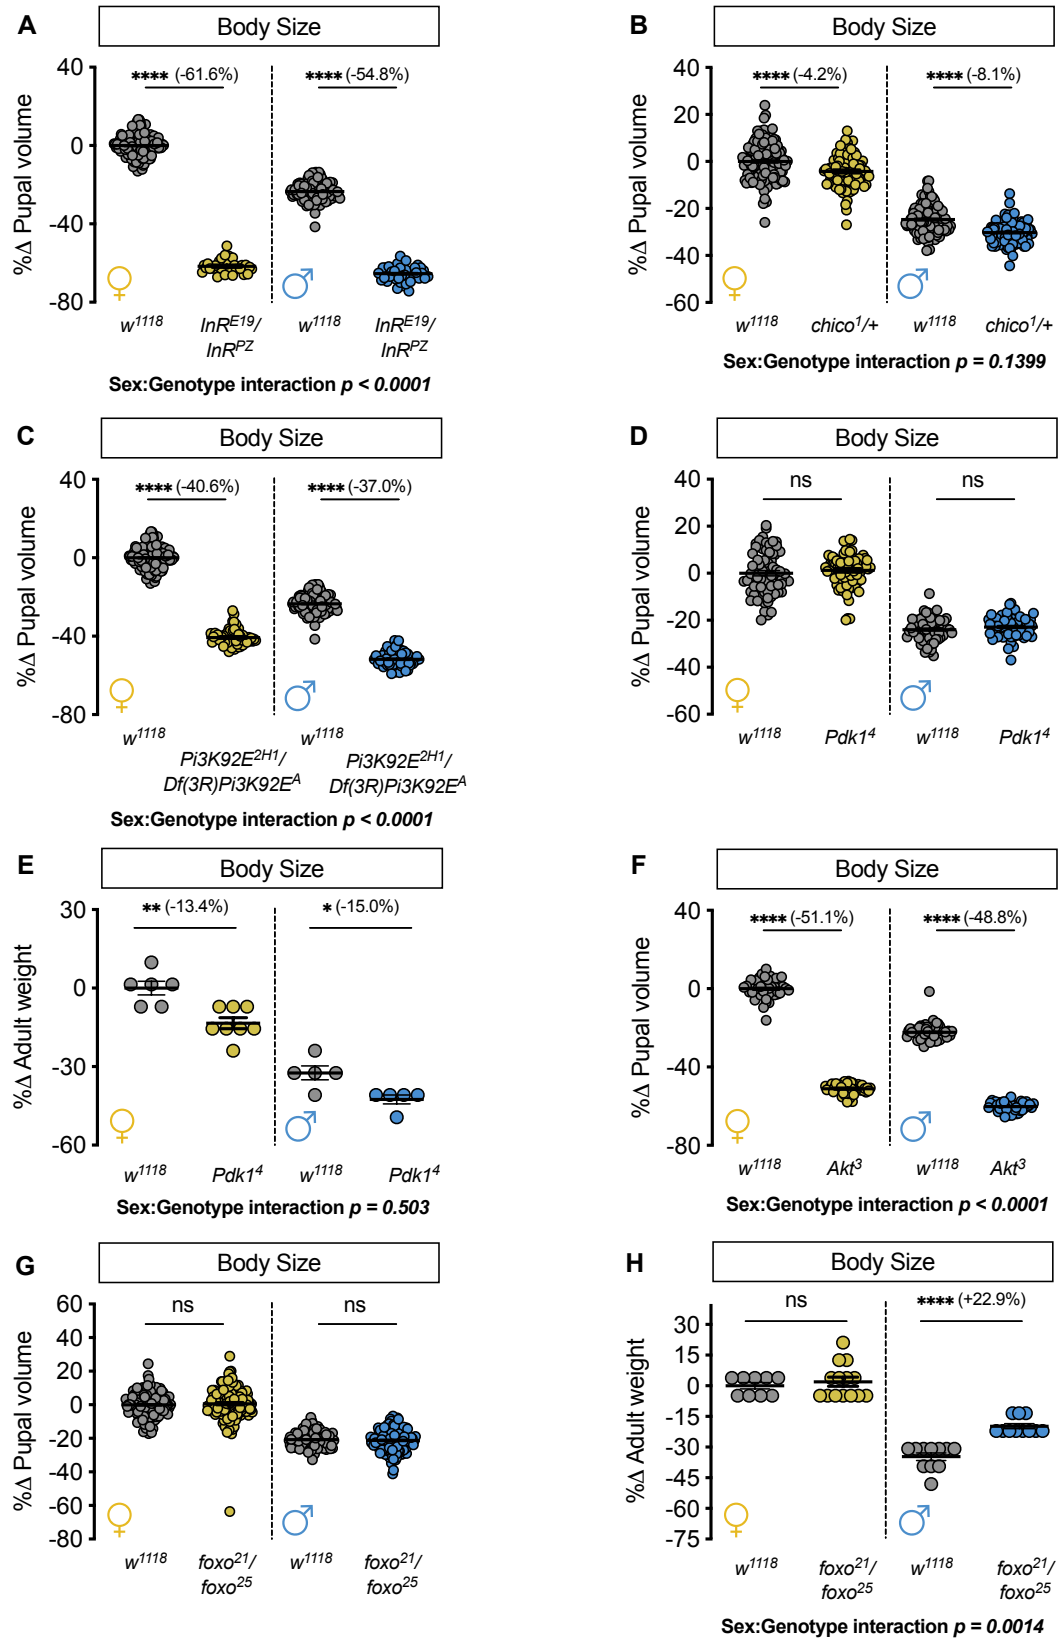 A
Body Size
%Δ Pupal volume
40
0
-40
-80
**** (-61.6%)
**** (-54.8%)
♀
♂
w1118
InRE19/
InRPZ
w1118
InRE19/
InRPZ
Sex:Genotype interaction p < 0.0001
B
Body Size
%Δ Pupal volume
40
20
0
-20
-40
-60
**** (-4.2%)
**** (-8.1%)
♀
♂
w1118
chico1/+
w1118
chico1/+
Sex:Genotype interaction p = 0.1399
C
Body Size
%Δ Pupal volume
40
0
-40
-80
**** (-40.6%)
**** (-37.0%)
♀
♂
w1118
Pi3K92E2H1/
Df(3R)Pi3K92EA
w1118
Pi3K92E2H1/
Df(3R)Pi3K92EA
Sex:Genotype interaction p < 0.0001
D
Body Size
%Δ Pupal volume
40
20
0
-20
-40
-60
ns
ns
♀
♂
w1118
Pdk14
w1118
Pdk14
E
Body Size
%Δ Adult weight
30
0
-30
-60
** (-13.4%)
* (-15.0%)
♀
♂
w1118
Pdk14
w1118
Pdk14
Sex:Genotype interaction p = 0.503
F
Body Size
%Δ Pupal volume
40
0
-40
-80
**** (-51.1%)
**** (-48.8%)
♀
♂
w1118
Akt3
w1118
Akt3
Sex:Genotype interaction p < 0.0001
G
Body Size
%Δ Pupal volume
60
40
20
0
-20
-40
-60
-80
ns
ns
♀
♂
w1118
foxo21/
foxo25
w1118
foxo21/
foxo25
H
Body Size
%Δ Adult weight
30
15
0
-15
-30
-45
-60
-75
ns
**** (+22.9%)
♀
♂
w1118
foxo21/
foxo25
w1118
foxo21/
foxo25
Sex:Genotype interaction p = 0.0014